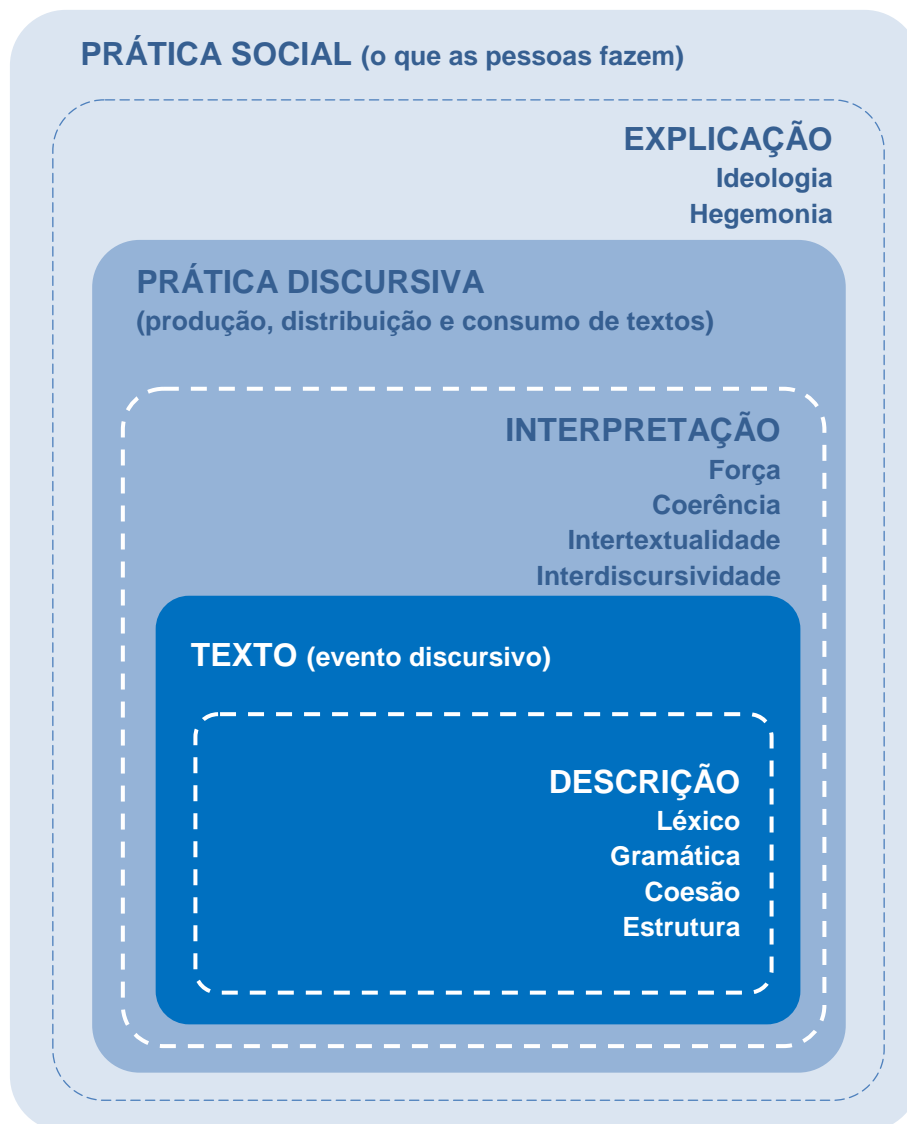 PRÁTICA SOCIAL (o que as pessoas fazem)
EXPLICAÇÃO
Ideologia
Hegemonia
PRÁTICA DISCURSIVA
(produção, distribuição e consumo de textos)
INTERPRETAÇÃO
Força
Coerência
Intertextualidade
Interdiscursividade
TEXTO (evento discursivo)
DESCRIÇÃO
Léxico
Gramática
Coesão
Estrutura